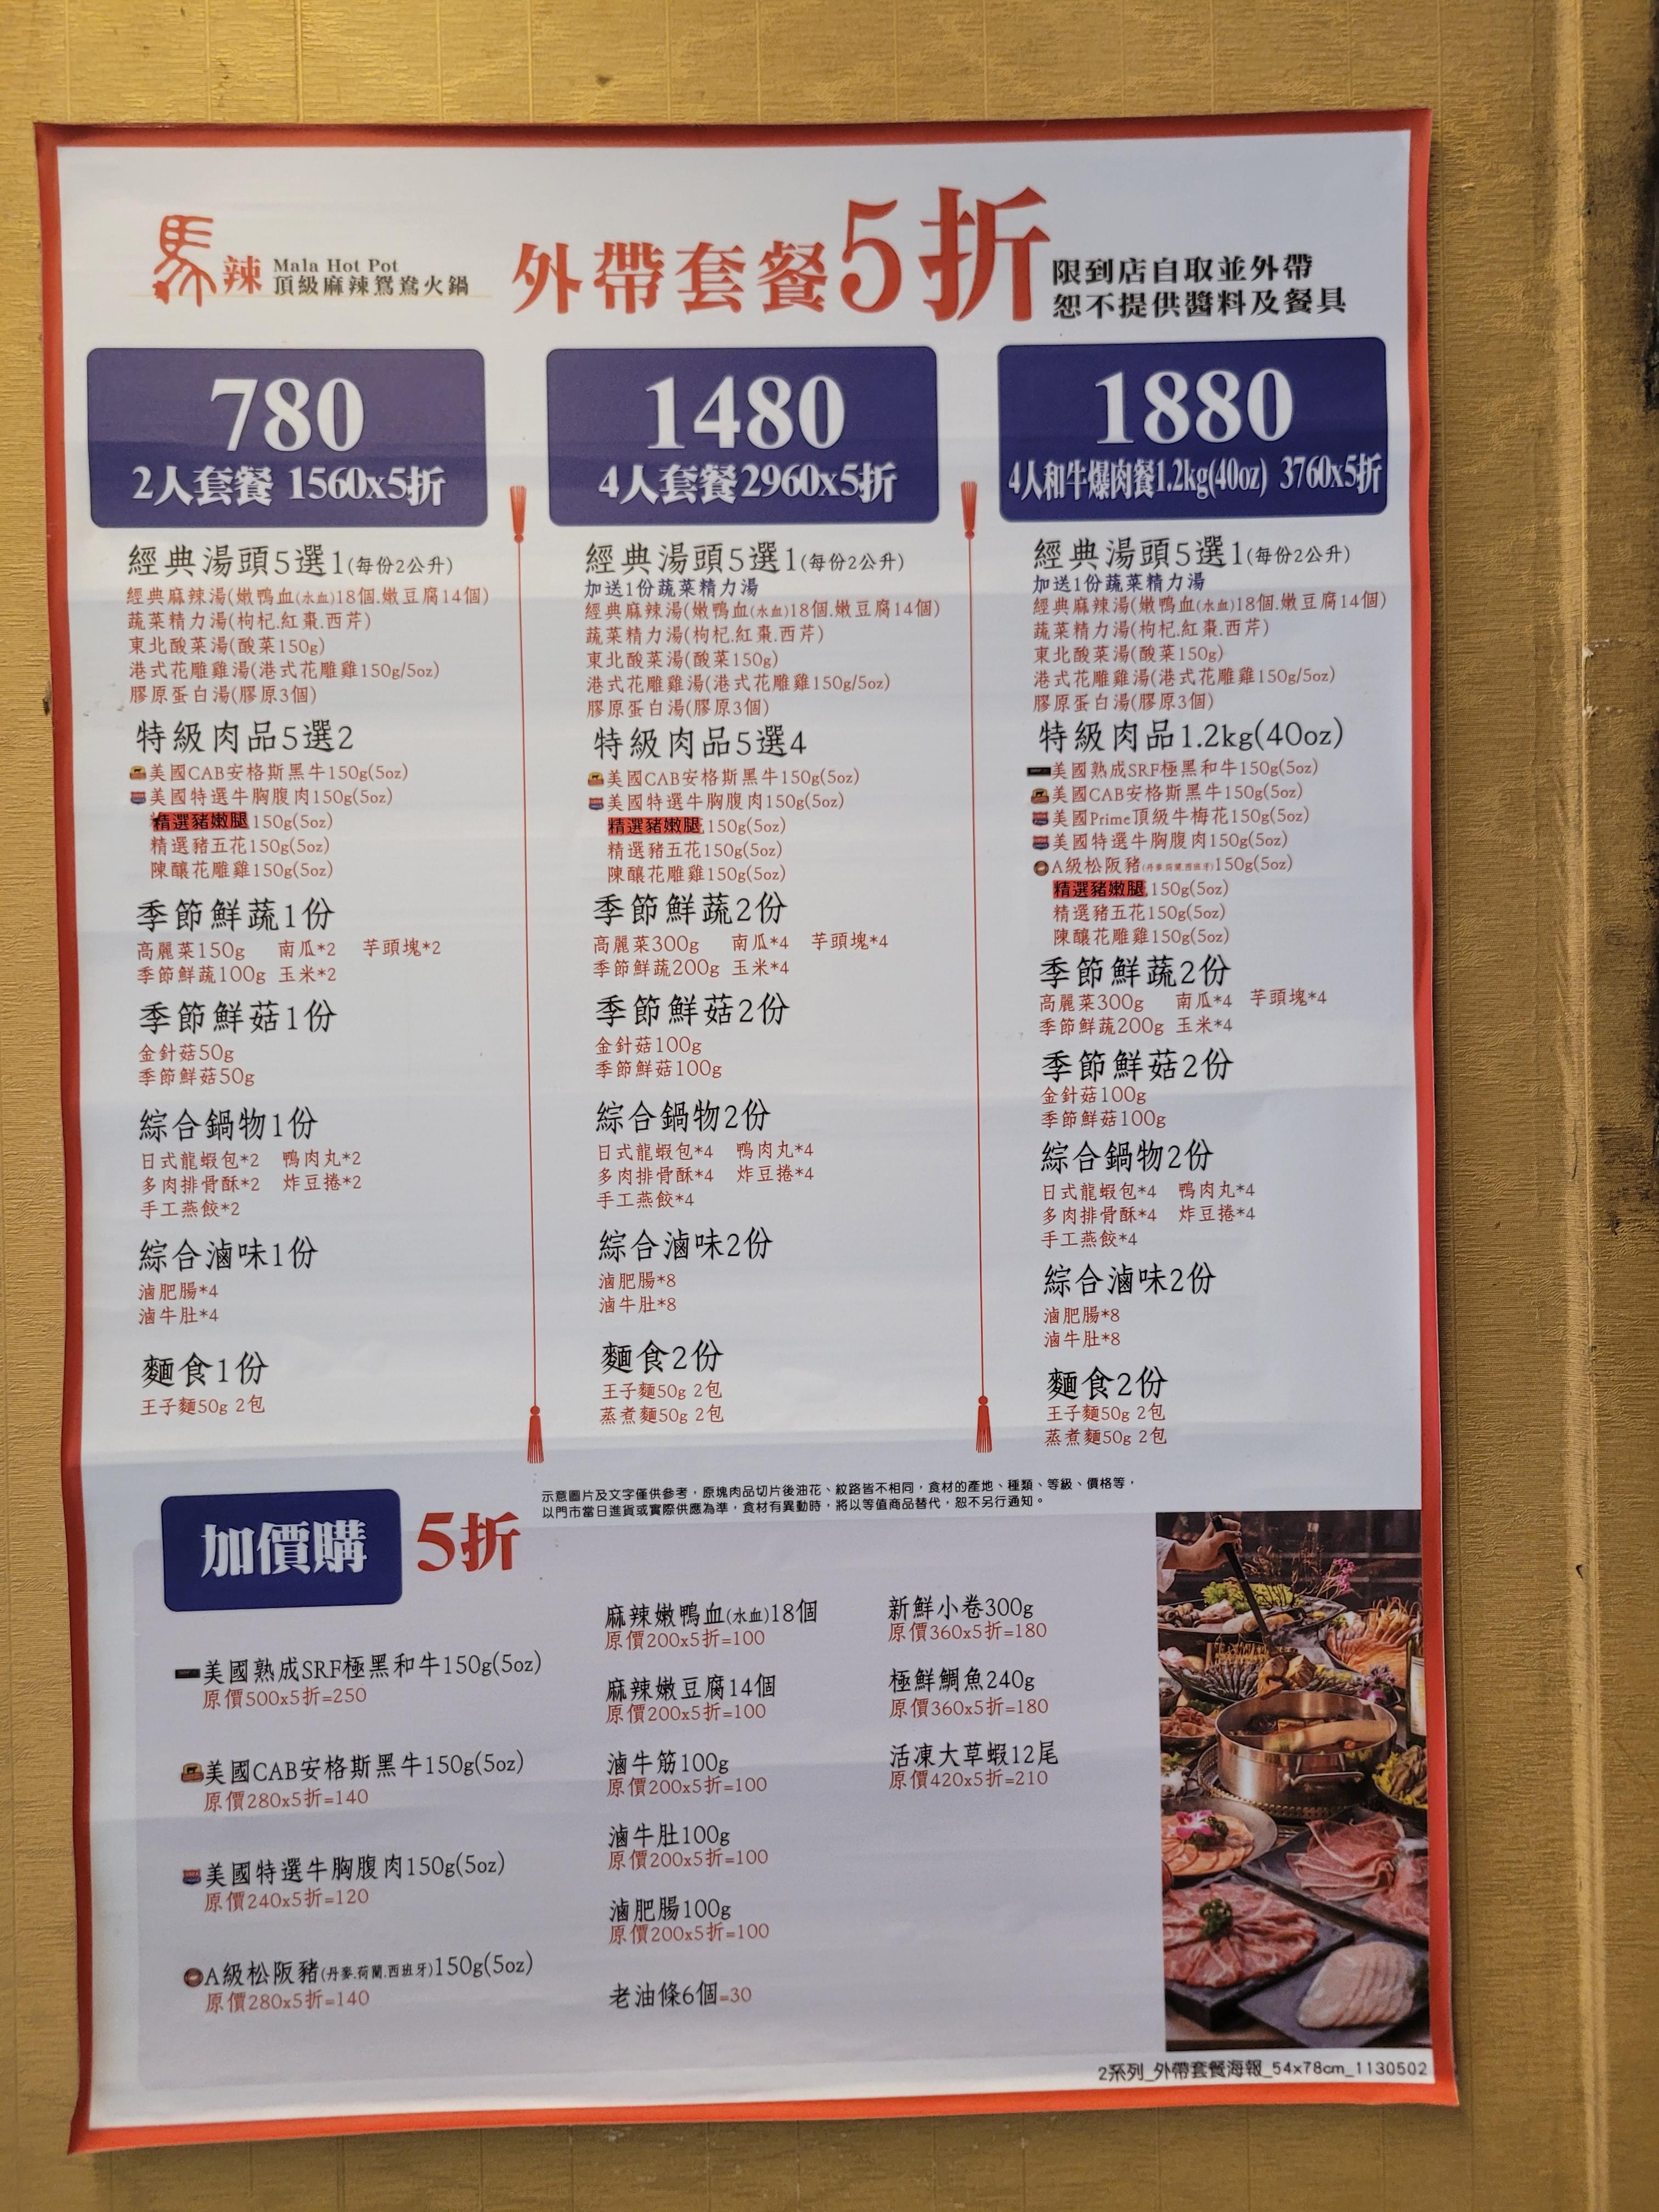 馬辣 Mala Hot Pot
頂級麻辣鴛鴦火鍋
外帶套餐5折
限到店自取並外帶
恕不提供醬料及餐具
780
2人套餐 1560x5折
經典湯頭5選1(每份2公升)
經典麻辣湯(嫩鴨血(水血)18個.嫩豆腐14個)
蔬菜精力湯(枸杞.紅棗.西芹)
東北酸菜湯(酸菜150g)
港式花雕雞湯(港式花雕雞150g/5oz)
膠原蛋白湯(膠原3個)
特級肉品5選2
美國CAB安格斯黑牛150g(5oz)
美國特選牛胸腹肉150g(5oz)
精選豬嫩腿150g(5oz)
精選豬五花150g(5oz)
陳釀花雕雞150g(5oz)
季節鮮蔬1份
高麗菜150g 南瓜*2 芋頭塊*2
季節鮮蔬100g 玉米*2
季節鮮菇1份
金針菇50g
季節鮮菇50g
綜合鍋物1份
日式龍蝦包*2 鴨肉丸*2
多肉排骨酥*2 炸豆捲*2
手工燕餃*2
綜合滷味1份
滷肥腸*4
滷牛肚*4
麵食1份
王子麵50g 2包
1480
4人套餐2960x5折
經典湯頭5選1(每份2公升)
加送1份蔬菜精力湯
經典麻辣湯(嫩鴨血(水血)18個.嫩豆腐14個)
蔬菜精力湯(枸杞.紅棗.西芹)
東北酸菜湯(酸菜150g)
港式花雕雞湯(港式花雕雞150g/5oz)
膠原蛋白湯(膠原3個)
特級肉品5選4
美國CAB安格斯黑牛150g(5oz)
美國特選牛胸腹肉150g(5oz)
精選豬嫩腿150g(5oz)
精選豬五花150g(5oz)
陳釀花雕雞150g(5oz)
季節鮮蔬2份
高麗菜300g 南瓜*4 芋頭塊*4
季節鮮蔬200g 玉米*4
季節鮮菇2份
金針菇100g
季節鮮菇100g
綜合鍋物2份
日式龍蝦包*4 鴨肉丸*4
多肉排骨酥*4 炸豆捲*4
手工燕餃*4
綜合滷味2份
滷肥腸*8
滷牛肚*8
麵食2份
王子麵50g 2包
蒸煮麵50g 2包
1880
4人和牛爆肉餐1.2kg(40oz) 3760x5折
經典湯頭5選1(每份2公升)
加送1份蔬菜精力湯
經典麻辣湯(嫩鴨血(水血)18個.嫩豆腐14個)
蔬菜精力湯(枸杞.紅棗.西芹)
東北酸菜湯(酸菜150g)
港式花雕雞湯(港式花雕雞150g/5oz)
膠原蛋白湯(膠原3個)
特級肉品1.2kg(40oz)
美國熟成SRF極黑和牛150g(5oz)
美國CAB安格斯黑牛150g(5oz)
美國Prime頂級牛梅花150g(5oz)
美國特選牛胸腹肉150g(5oz)
A級松阪豬(丹麥.荷蘭.西班牙)150g(5oz)
精選豬嫩腿150g(5oz)
精選豬五花150g(5oz)
陳釀花雕雞150g(5oz)
季節鮮蔬2份
高麗菜300g 南瓜*4 芋頭塊*4
季節鮮蔬200g 玉米*4
季節鮮菇2份
金針菇100g
季節鮮菇100g
綜合鍋物2份
日式龍蝦包*4 鴨肉丸*4
多肉排骨酥*4 炸豆捲*4
手工燕餃*4
綜合滷味2份
滷肥腸*8
滷牛肚*8
麵食2份
王子麵50g 2包
蒸煮麵50g 2包
示意圖片及文字僅供參考，原塊肉品切片後油花、紋路皆不相同，食材的產地、種類、等級、價格等，
以門市當日進貨或實際供應為準，食材有異動時，將以等值商品替代，恕不另行通知。
加價購 5折
美國熟成SRF極黑和牛150g(5oz)
原價500x5折=250
美國CAB安格斯黑牛150g(5oz)
原價280x5折=140
美國特選牛胸腹肉150g(5oz)
原價240x5折=120
A級松阪豬(丹麥.荷蘭.西班牙)150g(5oz)
原價280x5折=140
麻辣嫩鴨血(水血)18個
原價200x5折=100
麻辣嫩豆腐14個
原價200x5折=100
滷牛筋100g
原價200x5折=100
滷牛肚100g
原價200x5折=100
滷肥腸100g
原價200x5折=100
老油條6個=30
新鮮小卷300g
原價360x5折=180
極鮮鯛魚240g
原價360x5折=180
活凍大草蝦12尾
原價420x5折=210
2系列_外帶套餐海報_54x78cm_1130502